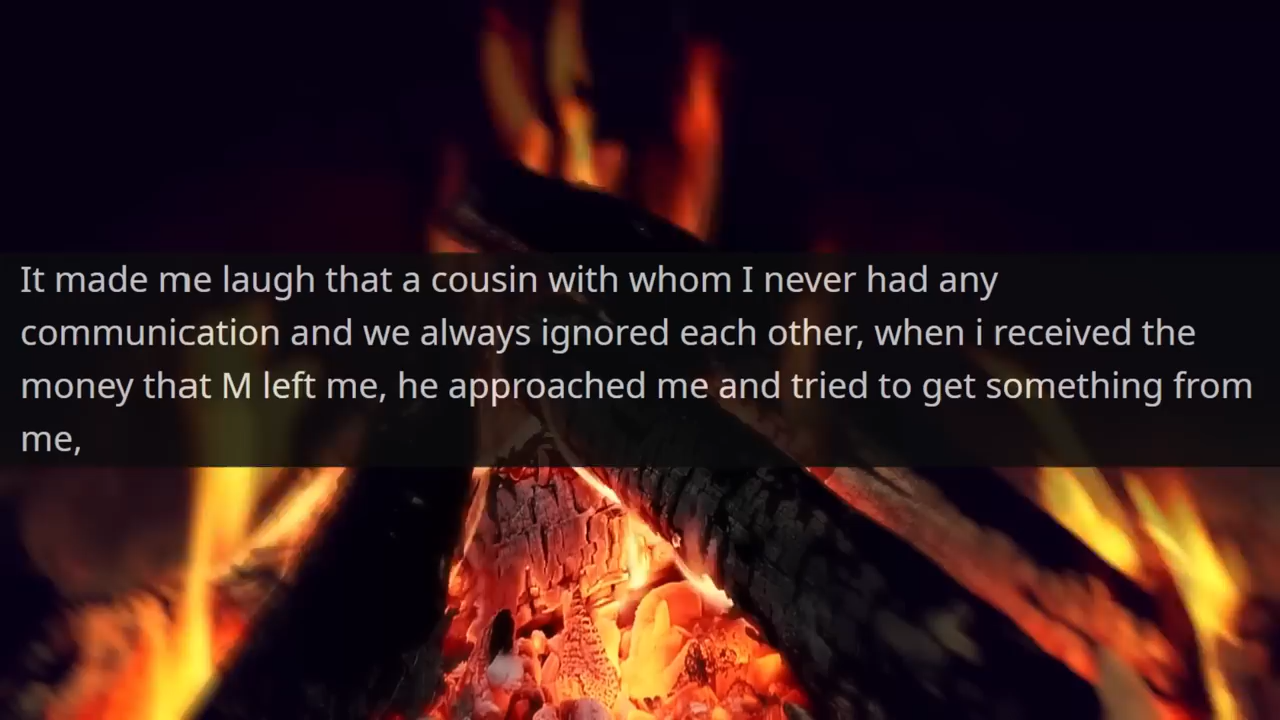 It made me laugh that a cousin with whom I never had any
communication and we always ignored each other, when i received the
money that M left me, he approached me and tried to get something from
me,